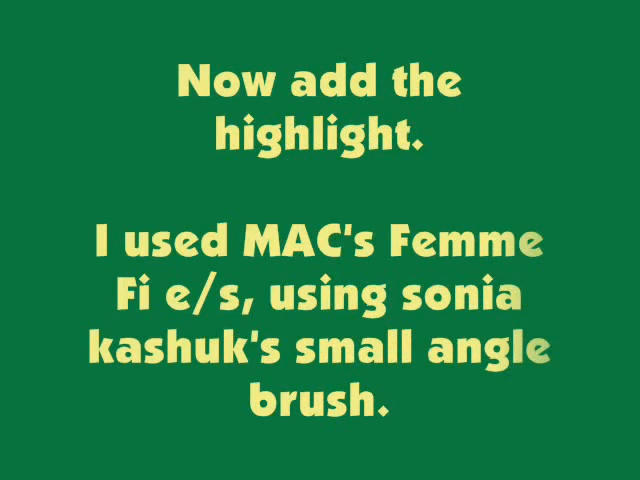 Now add the
highlight.
I used MAC's Femme
Fi e/s, using sonia
kashuk's small angle
brush.